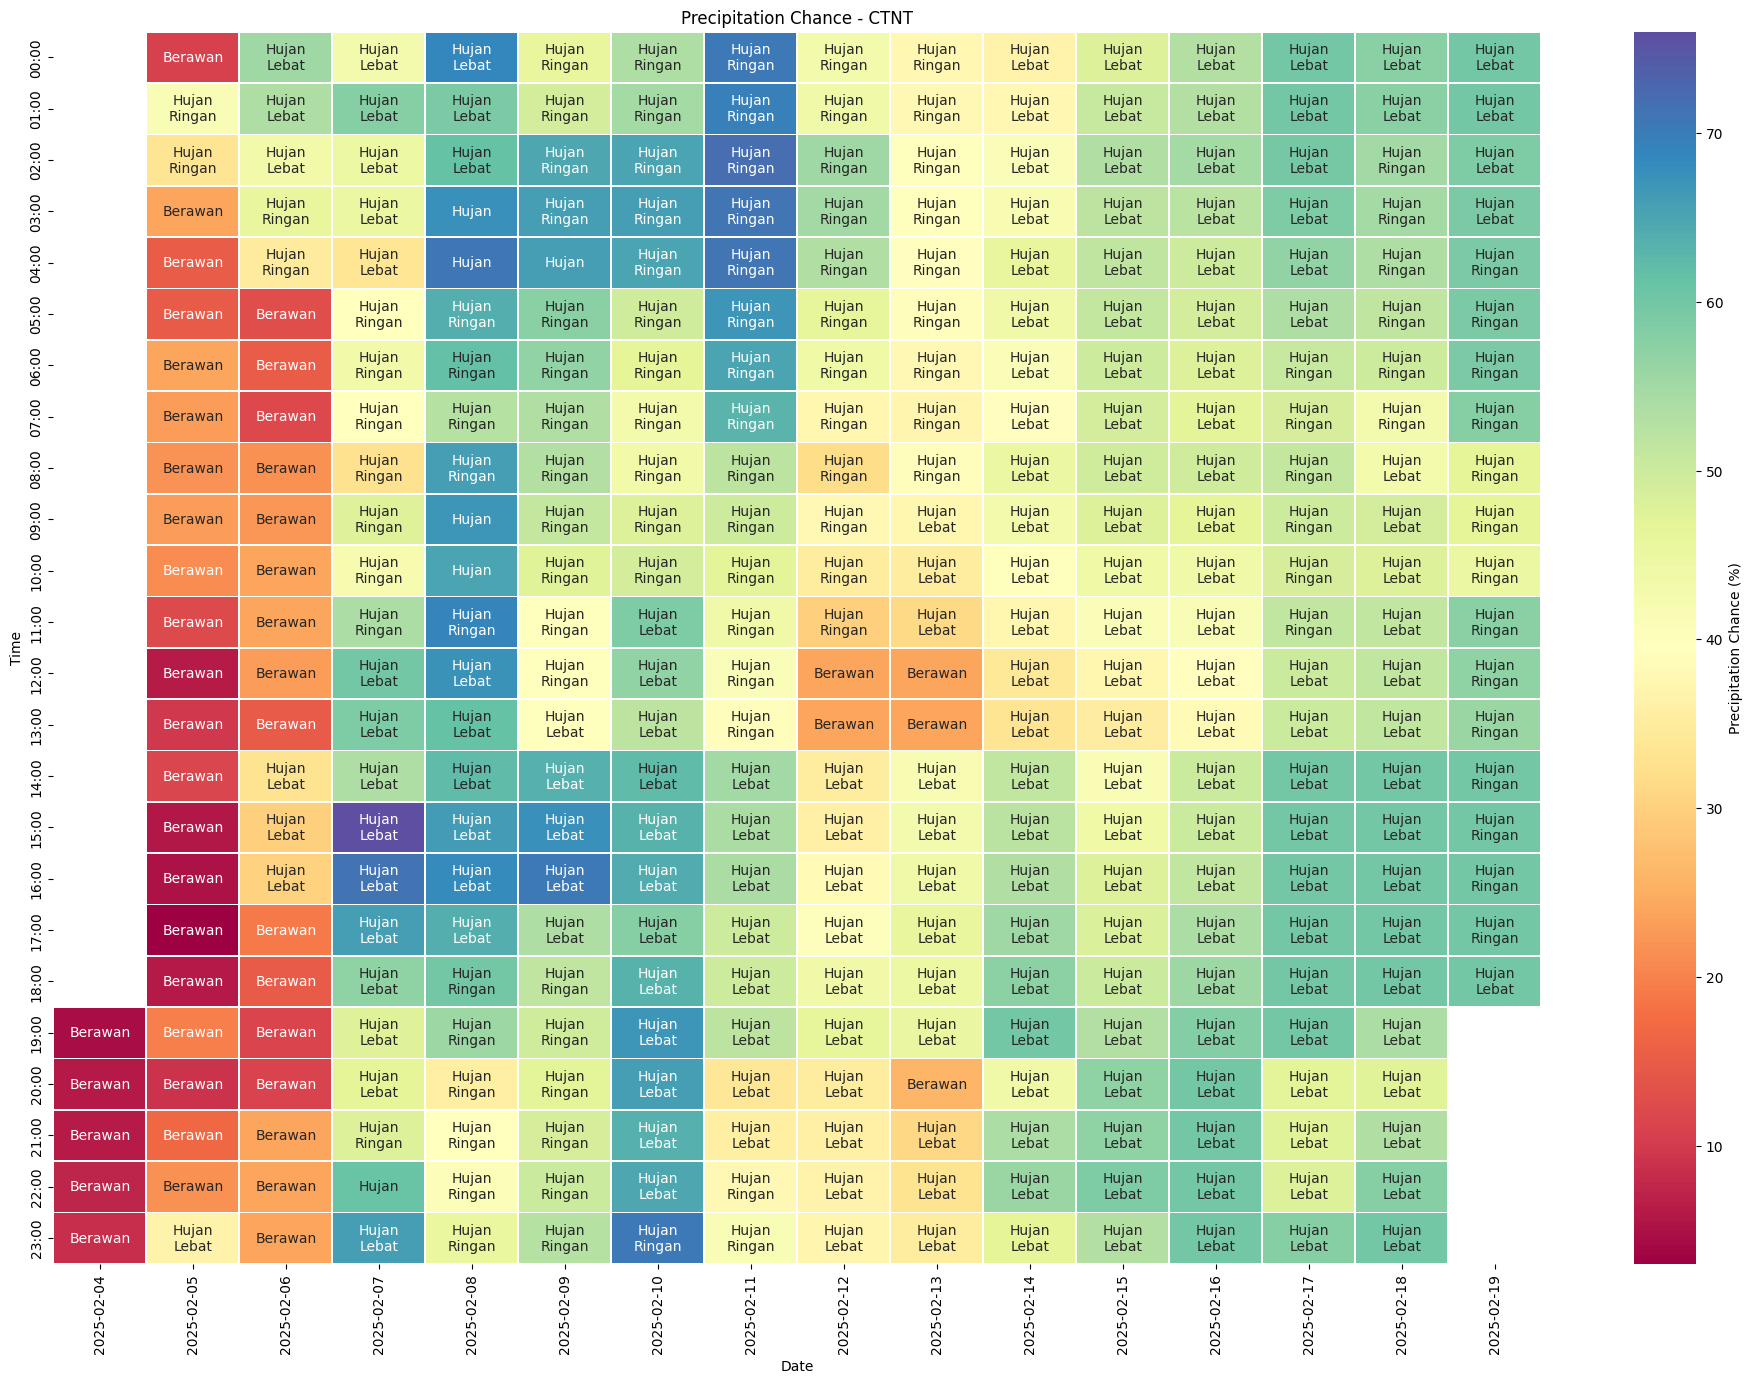 Precipitation Chance - CTNT
00:00 Berawan Hujan Lebat Hujan Lebat Hujan Lebat Hujan Ringan Hujan Ringan Hujan Ringan Hujan Ringan Hujan Ringan Hujan Lebat Hujan Lebat Hujan Lebat Hujan Lebat Hujan Lebat Hujan Lebat
01:00 Hujan Ringan Hujan Lebat Hujan Lebat Hujan Lebat Hujan Ringan Hujan Ringan Hujan Ringan Hujan Ringan Hujan Ringan Hujan Lebat Hujan Lebat Hujan Lebat Hujan Lebat Hujan Lebat Hujan Lebat
02:00 Hujan Ringan Hujan Lebat Hujan Lebat Hujan Lebat Hujan Ringan Hujan Ringan Hujan Ringan Hujan Ringan Hujan Ringan Hujan Lebat Hujan Lebat Hujan Lebat Hujan Lebat Hujan Ringan Hujan Lebat
03:00 Berawan Hujan Ringan Hujan Lebat Hujan Hujan Ringan Hujan Ringan Hujan Ringan Hujan Ringan Hujan Ringan Hujan Lebat Hujan Lebat Hujan Lebat Hujan Lebat Hujan Ringan Hujan Lebat
04:00 Berawan Hujan Ringan Hujan Lebat Hujan Hujan Hujan Ringan Hujan Ringan Hujan Ringan Hujan Ringan Hujan Lebat Hujan Lebat Hujan Lebat Hujan Lebat Hujan Ringan Hujan Ringan
05:00 Berawan Berawan Hujan Ringan Hujan Ringan Hujan Ringan Hujan Ringan Hujan Ringan Hujan Ringan Hujan Ringan Hujan Lebat Hujan Lebat Hujan Lebat Hujan Lebat Hujan Ringan Hujan Ringan
06:00 Berawan Berawan Hujan Ringan Hujan Ringan Hujan Ringan Hujan Ringan Hujan Ringan Hujan Ringan Hujan Ringan Hujan Lebat Hujan Lebat Hujan Lebat Hujan Ringan Hujan Ringan Hujan Ringan
07:00 Berawan Berawan Hujan Ringan Hujan Ringan Hujan Ringan Hujan Ringan Hujan Ringan Hujan Ringan Hujan Ringan Hujan Lebat Hujan Lebat Hujan Lebat Hujan Ringan Hujan Ringan Hujan Ringan
08:00 Berawan Berawan Hujan Ringan Hujan Ringan Hujan Ringan Hujan Ringan Hujan Ringan Hujan Ringan Hujan Ringan Hujan Lebat Hujan Lebat Hujan Lebat Hujan Ringan Hujan Lebat Hujan Ringan
09:00 Berawan Berawan Hujan Ringan Hujan Hujan Ringan Hujan Ringan Hujan Ringan Hujan Ringan Hujan Lebat Hujan Lebat Hujan Lebat Hujan Lebat Hujan Ringan Hujan Lebat Hujan Ringan
10:00 Berawan Berawan Hujan Ringan Hujan Hujan Ringan Hujan Ringan Hujan Ringan Hujan Ringan Hujan Lebat Hujan Lebat Hujan Lebat Hujan Lebat Hujan Ringan Hujan Lebat Hujan Ringan
11:00 Berawan Berawan Hujan Ringan Hujan Ringan Hujan Ringan Hujan Lebat Hujan Ringan Hujan Ringan Hujan Lebat Hujan Lebat Hujan Lebat Hujan Lebat Hujan Ringan Hujan Lebat Hujan Ringan
12:00 Berawan Berawan Hujan Lebat Hujan Lebat Hujan Ringan Hujan Lebat Hujan Ringan Berawan Berawan Hujan Lebat Hujan Lebat Hujan Lebat Hujan Lebat Hujan Lebat Hujan Ringan
13:00 Berawan Berawan Hujan Lebat Hujan Lebat Hujan Lebat Hujan Lebat Hujan Ringan Berawan Berawan Hujan Lebat Hujan Lebat Hujan Lebat Hujan Lebat Hujan Lebat Hujan Ringan
14:00 Berawan Hujan Lebat Hujan Lebat Hujan Lebat Hujan Lebat Hujan Lebat Hujan Lebat Hujan Lebat Hujan Lebat Hujan Lebat Hujan Lebat Hujan Lebat Hujan Lebat Hujan Lebat Hujan Ringan
15:00 Berawan Hujan Lebat Hujan Lebat Hujan Lebat Hujan Lebat Hujan Lebat Hujan Lebat Hujan Lebat Hujan Lebat Hujan Lebat Hujan Lebat Hujan Lebat Hujan Lebat Hujan Lebat Hujan Ringan
16:00 Berawan Hujan Lebat Hujan Lebat Hujan Lebat Hujan Lebat Hujan Lebat Hujan Lebat Hujan Lebat Hujan Lebat Hujan Lebat Hujan Lebat Hujan Lebat Hujan Lebat Hujan Lebat Hujan Ringan
17:00 Berawan Berawan Hujan Lebat Hujan Lebat Hujan Lebat Hujan Lebat Hujan Lebat Hujan Lebat Hujan Lebat Hujan Lebat Hujan Lebat Hujan Lebat Hujan Lebat Hujan Lebat Hujan Ringan
18:00 Berawan Berawan Hujan Lebat Hujan Ringan Hujan Ringan Hujan Lebat Hujan Lebat Hujan Lebat Hujan Lebat Hujan Lebat Hujan Lebat Hujan Lebat Hujan Lebat Hujan Lebat Hujan Lebat
19:00 Berawan Berawan Berawan Hujan Lebat Hujan Ringan Hujan Ringan Hujan Lebat Hujan Lebat Hujan Lebat Hujan Lebat Hujan Lebat Hujan Lebat Hujan Lebat Hujan Lebat Hujan Lebat
20:00 Berawan Berawan Berawan Hujan Lebat Hujan Ringan Hujan Ringan Hujan Lebat Hujan Lebat Hujan Lebat Berawan Hujan Lebat Hujan Lebat Hujan Lebat Hujan Lebat Hujan Lebat
21:00 Berawan Berawan Berawan Hujan Ringan Hujan Ringan Hujan Ringan Hujan Lebat Hujan Lebat Hujan Lebat Hujan Lebat Hujan Lebat Hujan Lebat Hujan Lebat Hujan Lebat Hujan Lebat
22:00 Berawan Berawan Berawan Hujan Hujan Ringan Hujan Ringan Hujan Lebat Hujan Ringan Hujan Lebat Hujan Lebat Hujan Lebat Hujan Lebat Hujan Lebat Hujan Lebat Hujan Lebat
23:00 Berawan Hujan Lebat Berawan Hujan Lebat Hujan Ringan Hujan Ringan Hujan Ringan Hujan Ringan Hujan Lebat Hujan Lebat Hujan Lebat Hujan Lebat Hujan Lebat Hujan Lebat Hujan Lebat
Time
2025-02-04 2025-02-05 2025-02-06 2025-02-07 2025-02-08 2025-02-09 2025-02-10 2025-02-11 2025-02-12 2025-02-13 2025-02-14 2025-02-15 2025-02-16 2025-02-17 2025-02-18 2025-02-19
Date
70
60
50
40
30
20
10
Precipitation Chance (%)